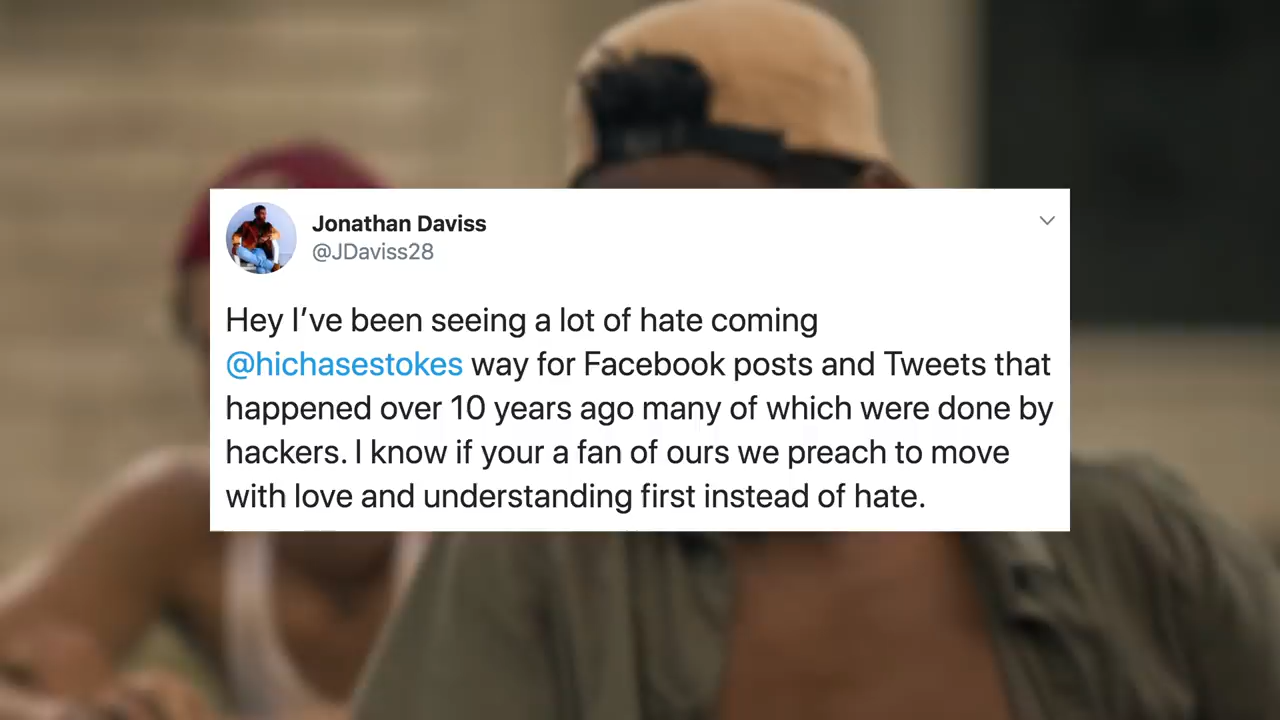 Jonathan Daviss
@JDaviss28
Hey I’ve been seeing a lot of hate coming
@hichasestokes way for Facebook posts and Tweets that
happened over 10 years ago many of which were done by
hackers. I know if your a fan of ours we preach to move
with love and understanding first instead of hate.